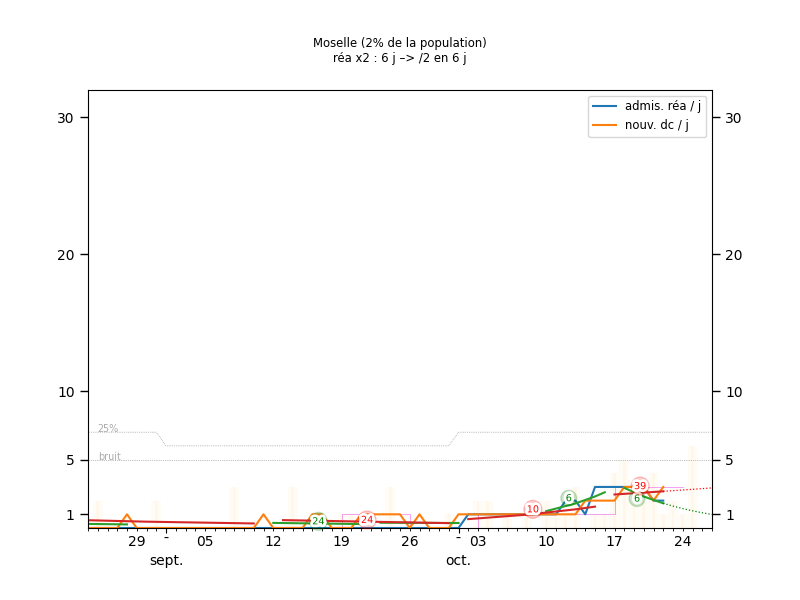 Moselle (2% de la population)
réa x2 : 6 j –> /2 en 6 j
admis. réa / j
nouv. dc / j
30 30
20 20
10 10
25%
5 bruit 5
1 1
24 24 10 6 39 6
29 - 05 12 19 26 - 03 10 17 24
sept. oct.